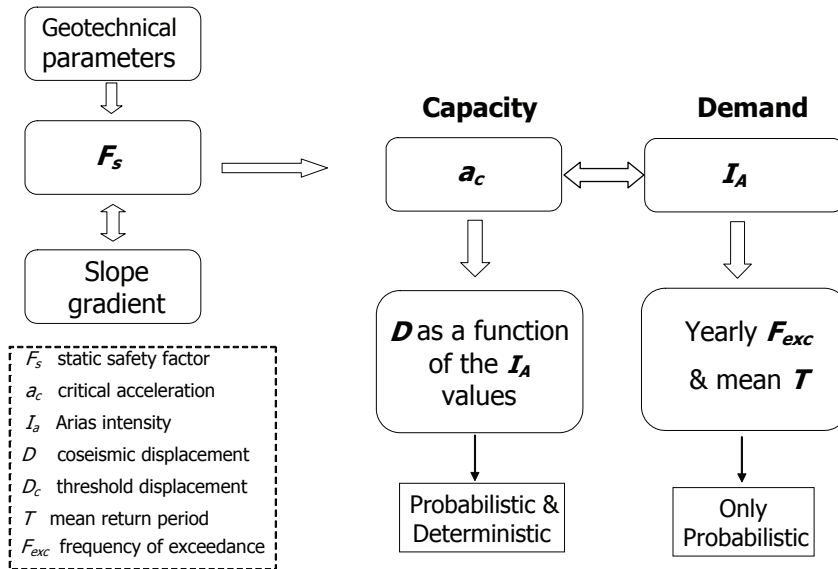 Geotechnical
parameters
Fs
Slope
gradient
Capacity
Demand
ac
IA
D as a function
of the IA
values
Yearly Fexc
& mean T
Probabilistic &
Deterministic
Only
Probabilistic
Fs static safety factor
ac critical acceleration
Ia Arias intensity
D coseismic displacement
Dc threshold displacement
T mean return period
Fexc frequency of exceedance